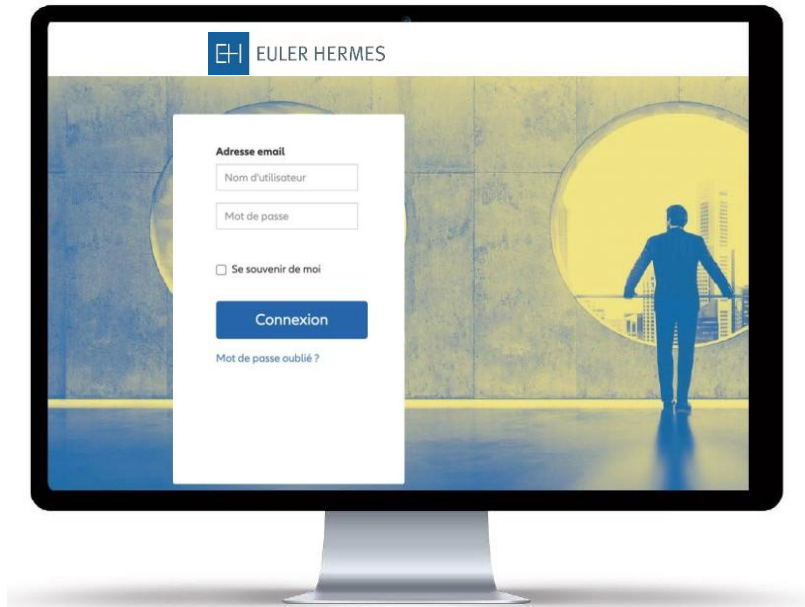 EH EULER HERMES
Adresse email
Nom d'utilisateur
Mot de passe
Se souvenir de moi
Connexion
Mot de passe oublié ?